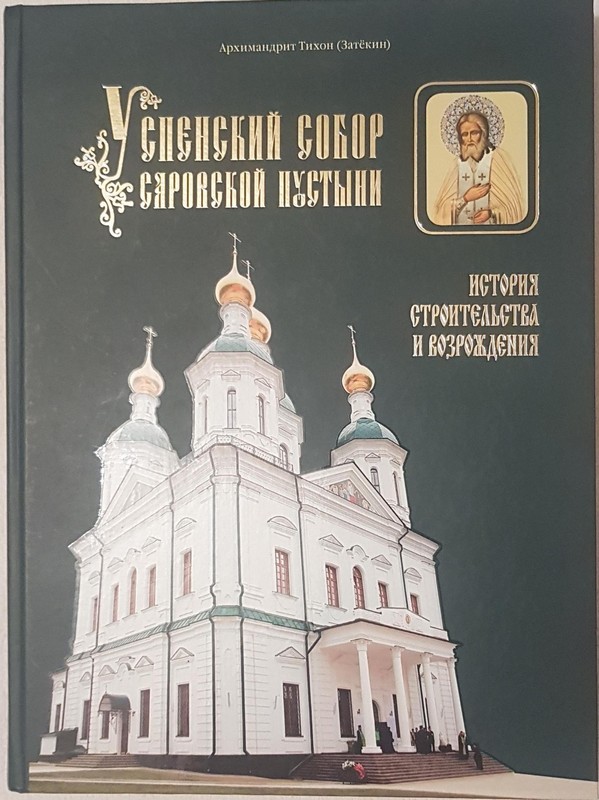 Архимандрит Тихон (Затёкин)
Успенский собор
Саровской пустыни
История
строительства
и возрождения